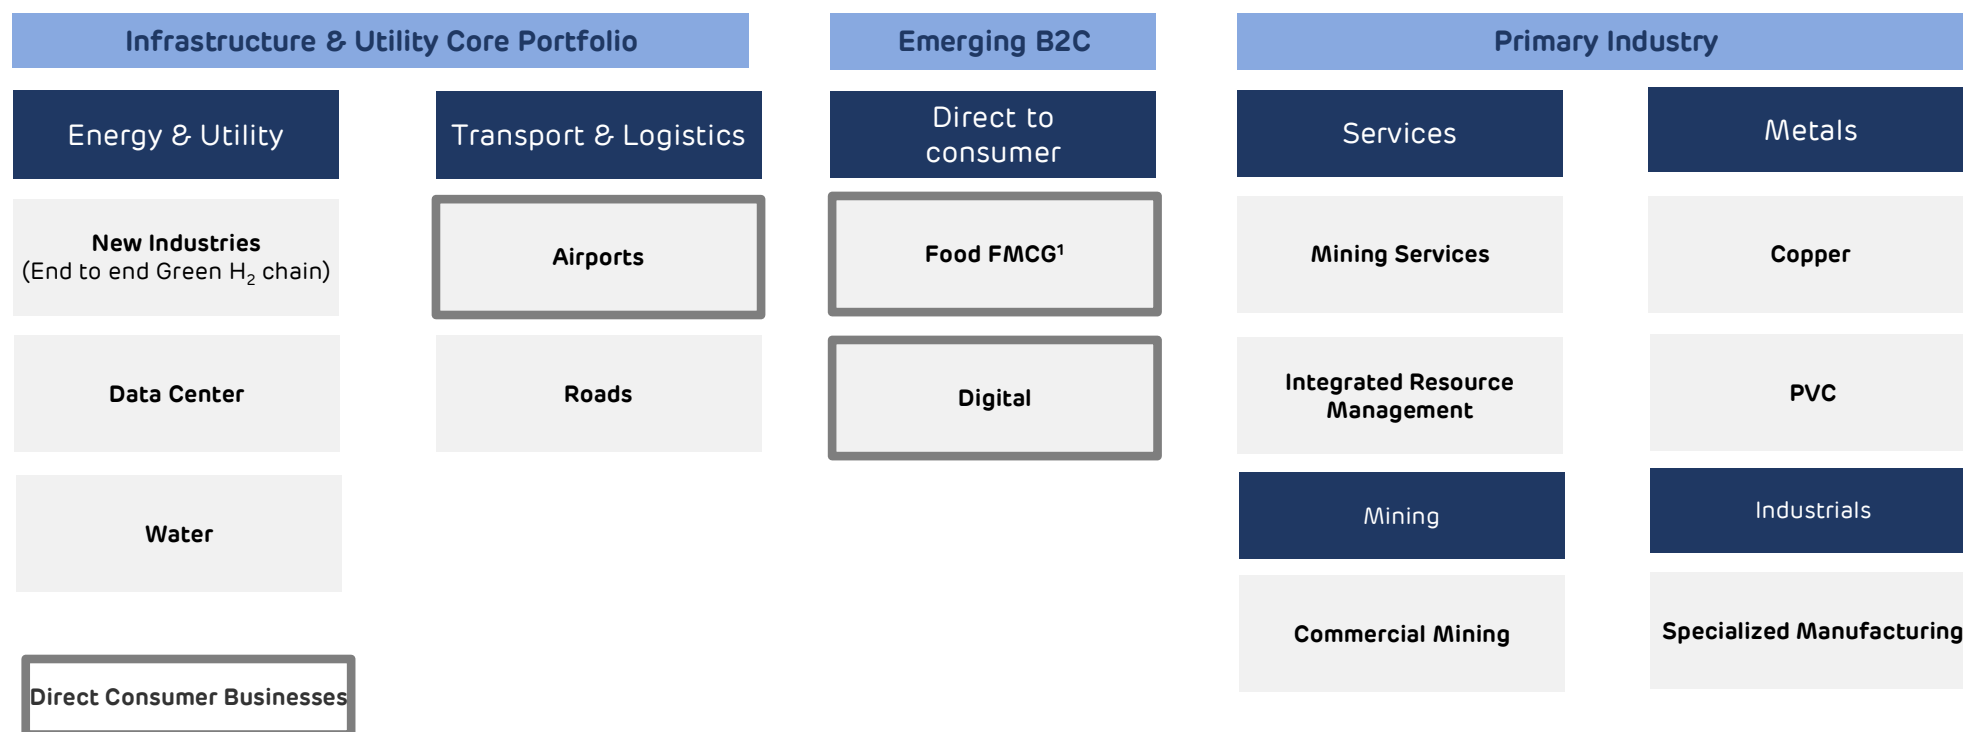 Infrastructure & Utility Core Portfolio
Energy & Utility
New Industries
(End to end Green H₂ chain)
Data Center
Water
Transport & Logistics
Airports
Roads
Emerging B2C
Direct to
consumer
Food FMCG¹
Digital
Primary Industry
Services
Mining Services
Integrated Resource
Management
Mining
Commercial Mining
Metals
Copper
PVC
Industrials
Specialized Manufacturing
Direct Consumer Businesses